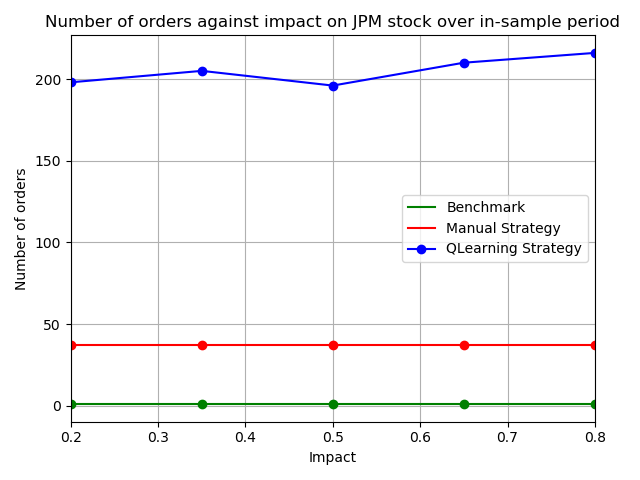 Number of orders against impact on JPM stock over in-sample period
200
150
100
50
0
Number of orders
Benchmark
Manual Strategy
QLearning Strategy
0.2 0.3 0.4 0.5 0.6 0.7 0.8
Impact